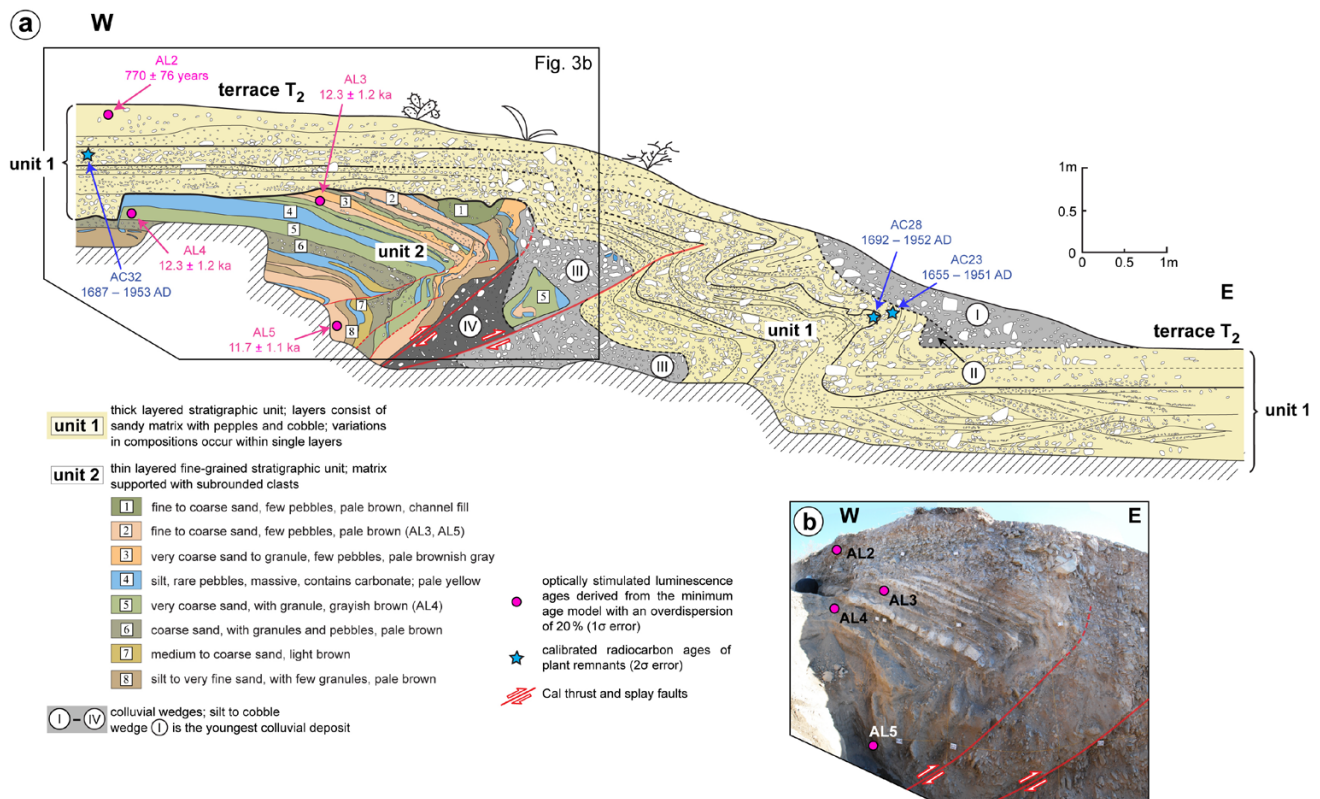 a
W
Fig. 3b
AL2
770 ± 76 years
terrace T2
AL3
12.3 ± 1.2 ka
unit 1
AL4
12.3 ± 1.2 ka
AC32
1687 – 1953 AD
AL5
11.7 ± 1.1 ka
1
2
3
4
5
6
unit 2
7
8
5
III
IV
III
1m
0.5
0
0.5
1m
AC28
1692 – 1952 AD
AC23
1655 – 1951 AD
E
I
II
unit 1
terrace T2
unit 1
unit 1 thick layered stratigraphic unit; layers consist of
sandy matrix with pepples and cobble; variations
in compositions occur within single layers
unit 2 thin layered fine-grained stratigraphic unit; matrix
supported with subrounded clasts
1 fine to coarse sand, few pebbles, pale brown, channel fill
2 fine to coarse sand, few pebbles, pale brown (AL3, AL5)
3 very coarse sand to granule, few pebbles, pale brownish gray
4 silt, rare pebbles, massive, contains carbonate; pale yellow
5 very coarse sand, with granule, grayish brown (AL4)
6 coarse sand, with granules and pebbles, pale brown
7 medium to coarse sand, light brown
8 silt to very fine sand, with few granules, pale brown
I – IV colluvial wedges; silt to cobble
wedge I is the youngest colluvial deposit
optically stimulated luminescence
ages derived from the minimum
age model with an overdispersion
of 20 % (1σ error)
calibrated radiocarbon ages of
plant remnants (2σ error)
Cal thrust and splay faults
b
W
E
AL2
AL3
AL4
AL5